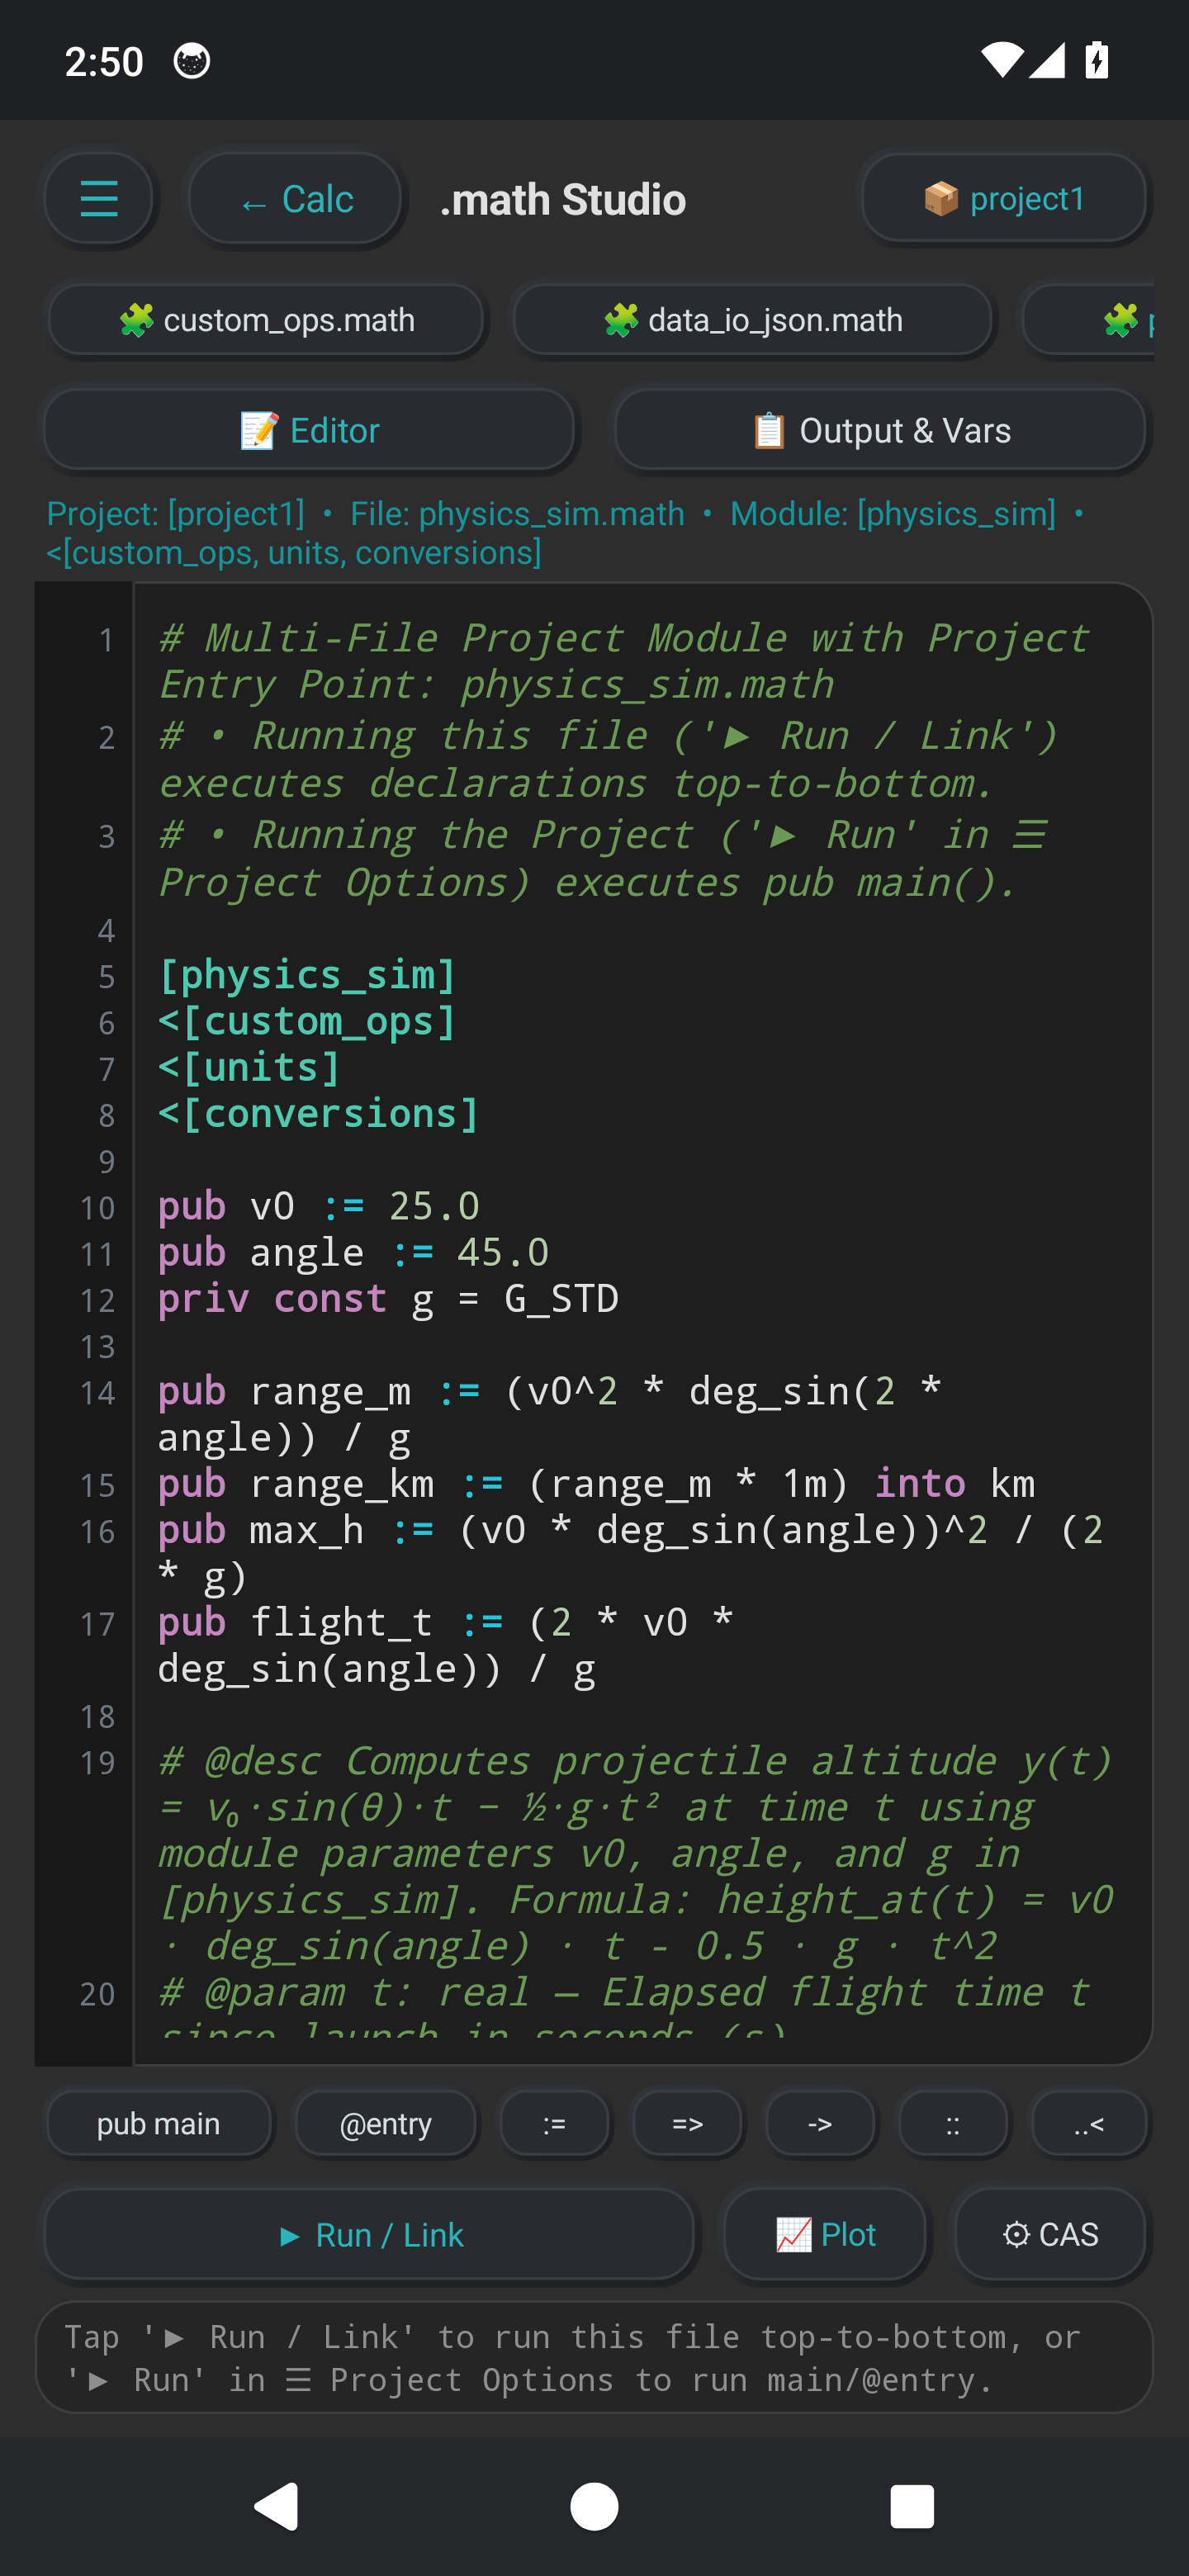 2:50
☰
← Calc
.math Studio
📦 project1
🧩 custom_ops.math
🧩 data_io_json.math
🧩
📝 Editor
📋 Output & Vars
Project: [project1] • File: physics_sim.math • Module: [physics_sim] •
<[custom_ops, units, conversions]
1 # Multi-File Project Module with Project
Entry Point: physics_sim.math
2 # • Running this file ('▶ Run / Link')
executes declarations top-to-bottom.
3 # • Running the Project ('▶ Run' in ☰
Project Options) executes pub main().
4
5 [physics_sim]
6 <[custom_ops]
7 <[units]
8 <[conversions]
9
10 pub v0 := 25.0
11 pub angle := 45.0
12 priv const g = G_STD
13
14 pub range_m := (v0^2 * deg_sin(2 *
angle)) / g
15 pub range_km := (range_m * 1m) into km
16 pub max_h := (v0 * deg_sin(angle))^2 / (2
* g)
17 pub flight_t := (2 * v0 *
deg_sin(angle)) / g
18
19 # @desc Computes projectile altitude y(t)
= v₀·sin(θ)·t − ½·g·t² at time t using
module parameters v0, angle, and g in
[physics_sim]. Formula: height_at(t) = v0
· deg_sin(angle) · t - 0.5 · g · t^2
20 # @param t: real — Elapsed flight time t
since launch in seconds (s)
pub main
@entry
:=
=>
->
::
..<
▶ Run / Link
📈 Plot
⚙ CAS
Tap '▶ Run / Link' to run this file top-to-bottom, or
'▶ Run' in ☰ Project Options to run main/@entry.